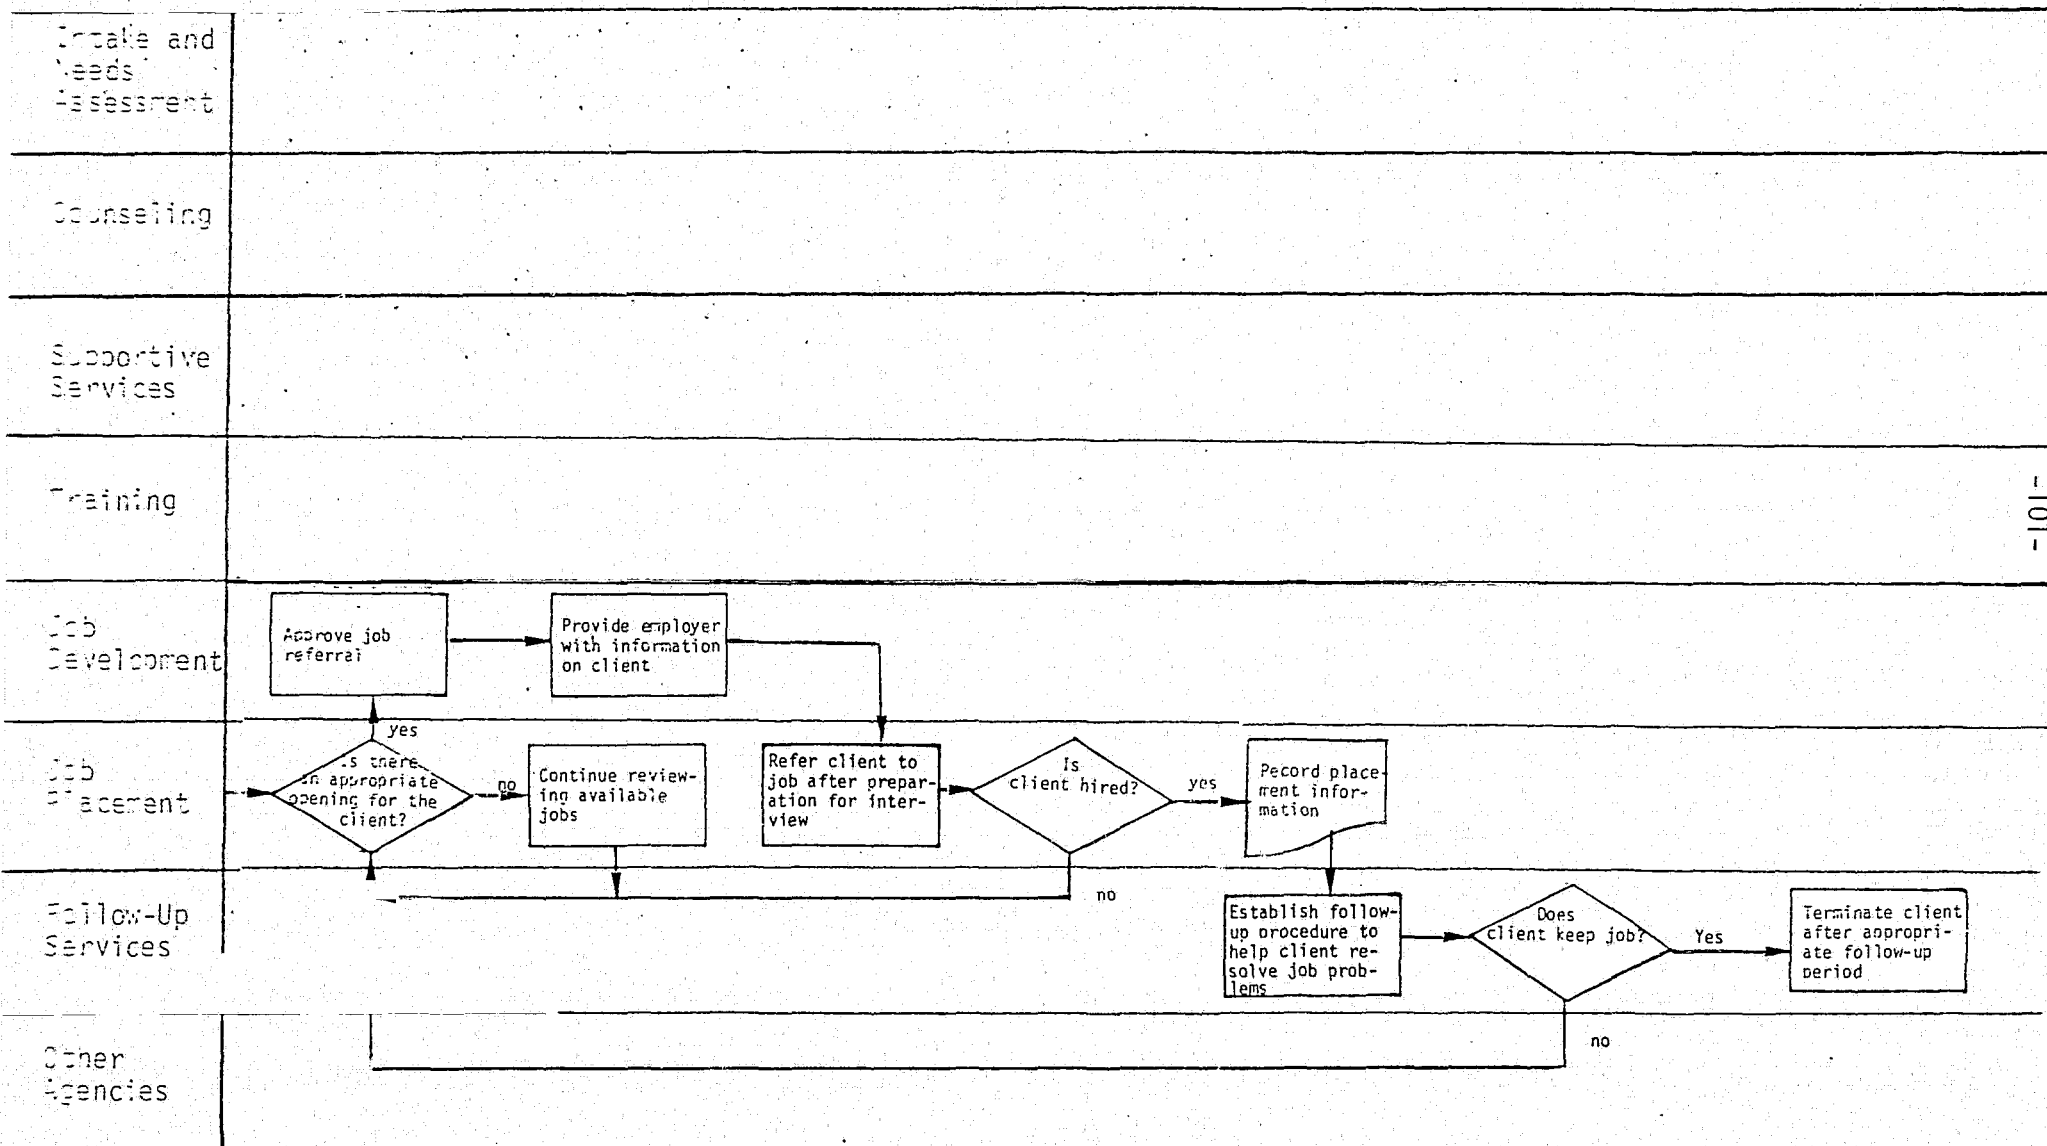 Intake and
Needs
Assessment
Counseling
Supportive
Services
Training
-101-
Job
Development
Approve job
referral
Provide employer
with information
on client
Job
Placement
yes
Is there
an appropriate
opening for the
client?
no
Continue review-
ing available
jobs
Refer client to
job after prepar-
ation for inter-
view
Is
client hired?
yes
Record place-
ment infor-
mation
no
Follow-Up
Services
Establish follow-
up procedure to
help client re-
solve job prob-
lems
Does
client keep job?
Yes
Terminate client
after appropri-
ate follow-up
period
no
Other
Agencies